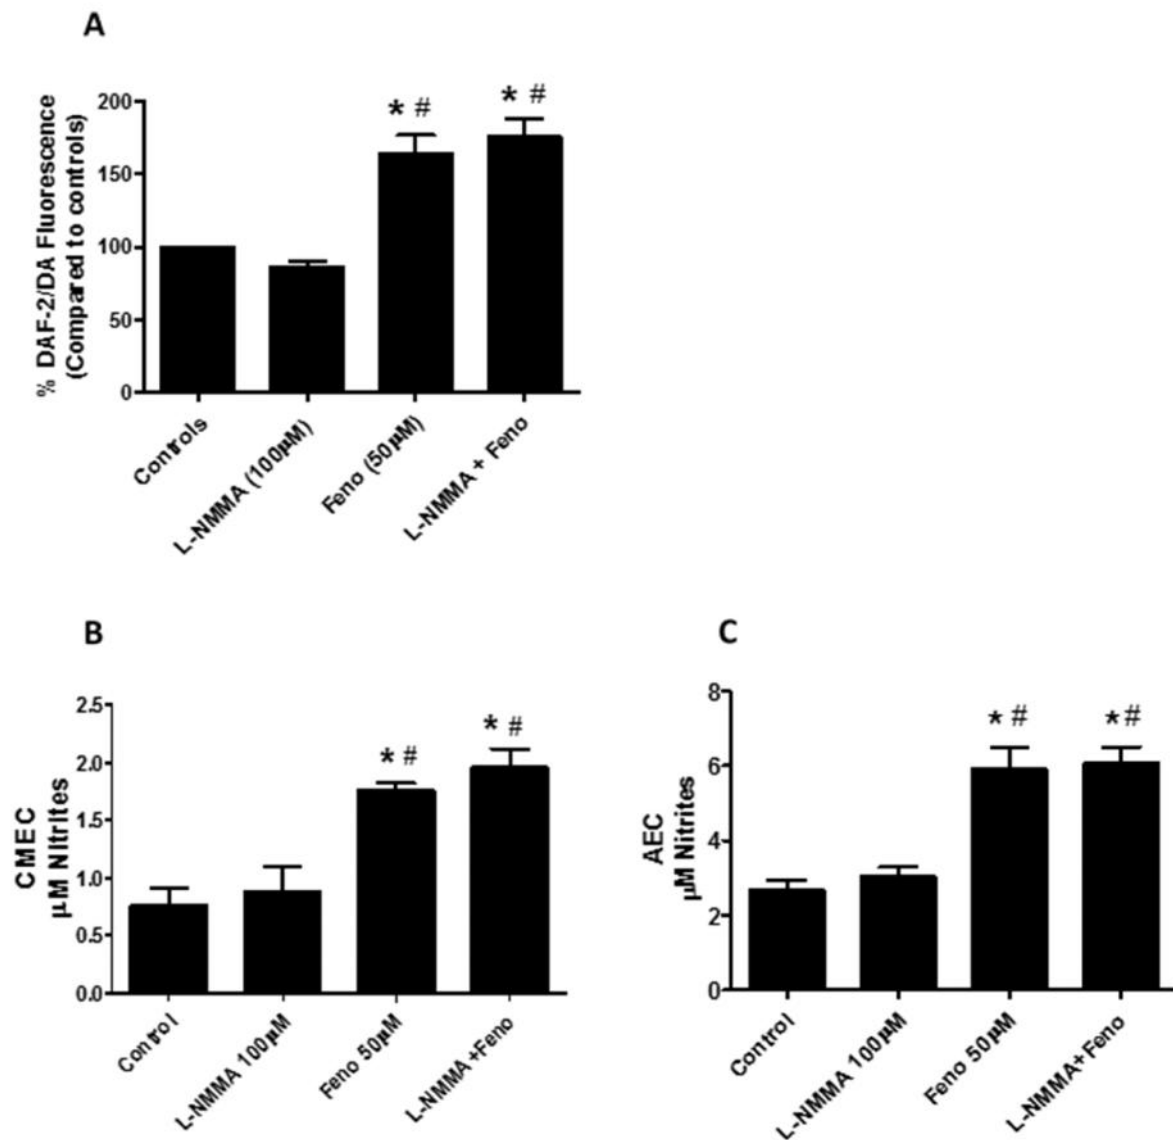 A
% DAF-2/DA Fluorescence
(Compared to controls)
200
150
100
50
0
* #
* #
Controls
L-NMMA (100µM)
Feno (50µM)
L-NMMA + Feno
B
CMEC
µM Nitrites
2.5
2.0
1.5
1.0
0.5
0.0
* #
* #
Control
L-NMMA 100µM
Feno 50µM
L-NMMA+Feno
C
AEC
µM Nitrites
8
6
4
2
0
* #
*#
Control
L-NMMA 100µM
Feno 50µM
L-NMMA+Feno